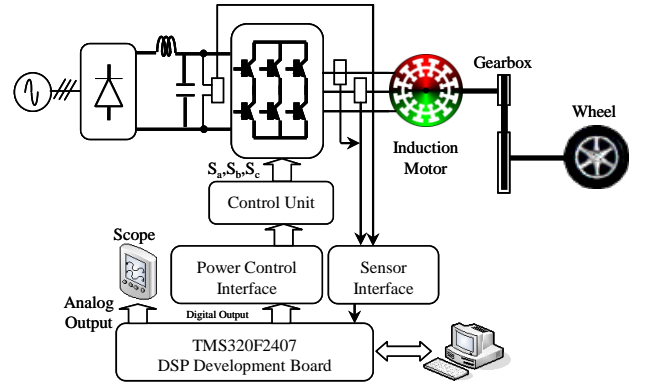 Gearbox
Wheel
Induction
Motor
Sa,Sb,Sc
Control Unit
Scope
Power Control
Interface
Sensor
Interface
Analog
Output
Digital Output
TMS320F2407
DSP Development Board